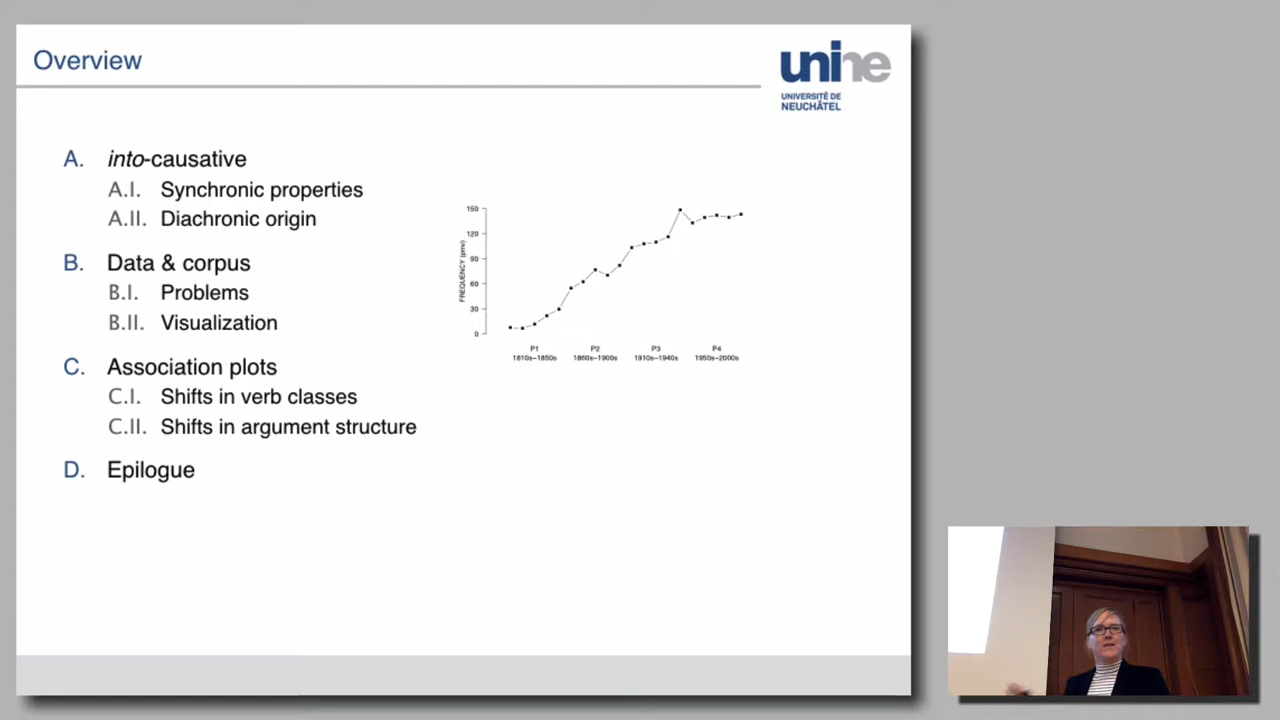 Overview
unine
UNIVERSITÉ DE
NEUCHÂTEL
A. into-causative
A.I. Synchronic properties
A.II. Diachronic origin
B. Data & corpus
B.I. Problems
B.II. Visualization
C. Association plots
C.I. Shifts in verb classes
C.II. Shifts in argument structure
D. Epilogue
FREQUENCY (pmw)
150
120
90
60
30
0
P1 P2 P3 P4
1810s–1850s 1860s–1900s 1910s–1940s 1950s–2000s